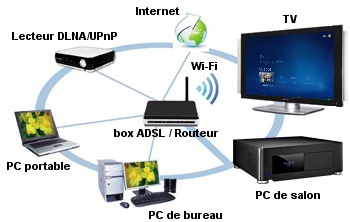 Internet
TV
Lecteur DLNA/UPnP
Wi-Fi
box ADSL / Routeur
PC portable
PC de salon
PC de bureau